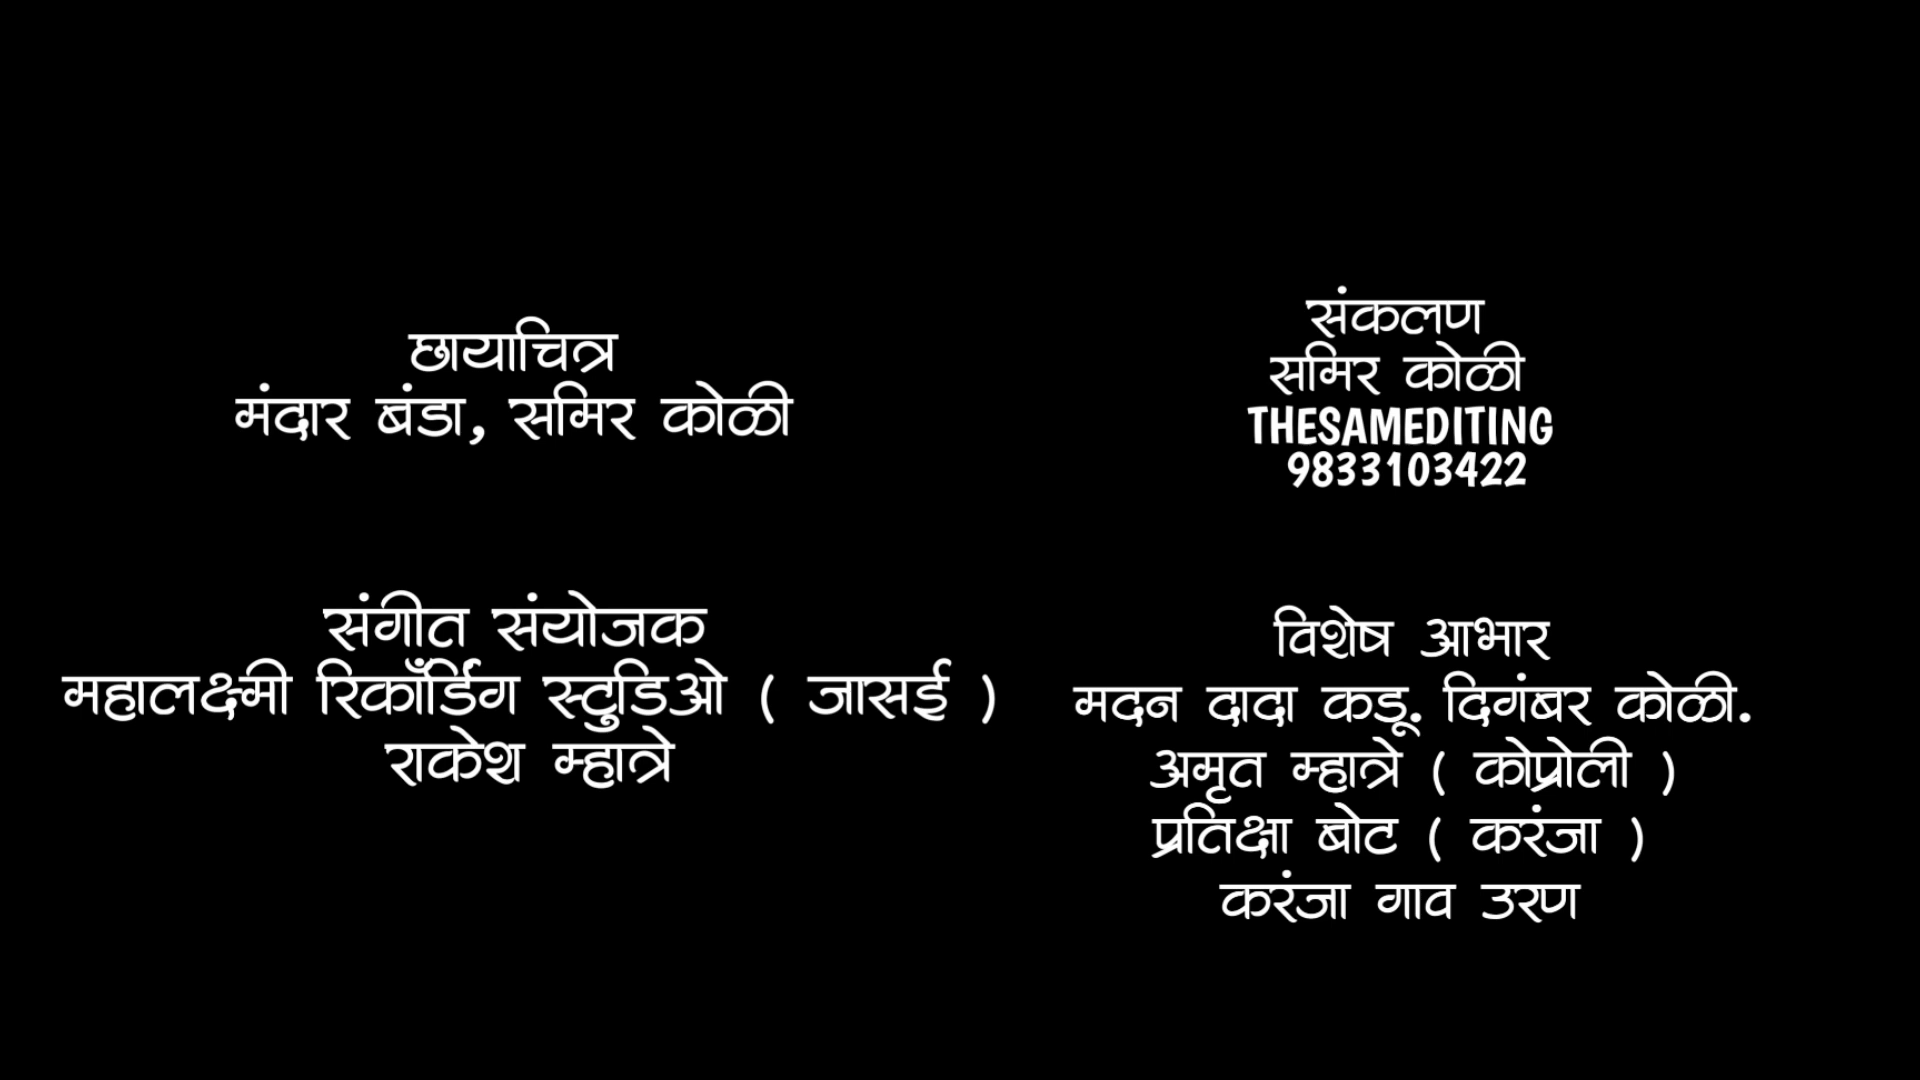 छायाचित्र
मंदार बंडा, समिर कोळी
संकलण
समिर कोळी
THESAMEDITING
9833103422
संगीत संयोजक
महालक्ष्मी रिकॉर्डिंग स्टुडिओ ( जासई )
राकेश म्हात्रे
विशेष आभार
मदन दादा कडू. दिगंबर कोळी.
अमृत म्हात्रे ( कोप्रोली )
प्रतिक्षा बोट ( करंजा )
करंजा गाव उरण